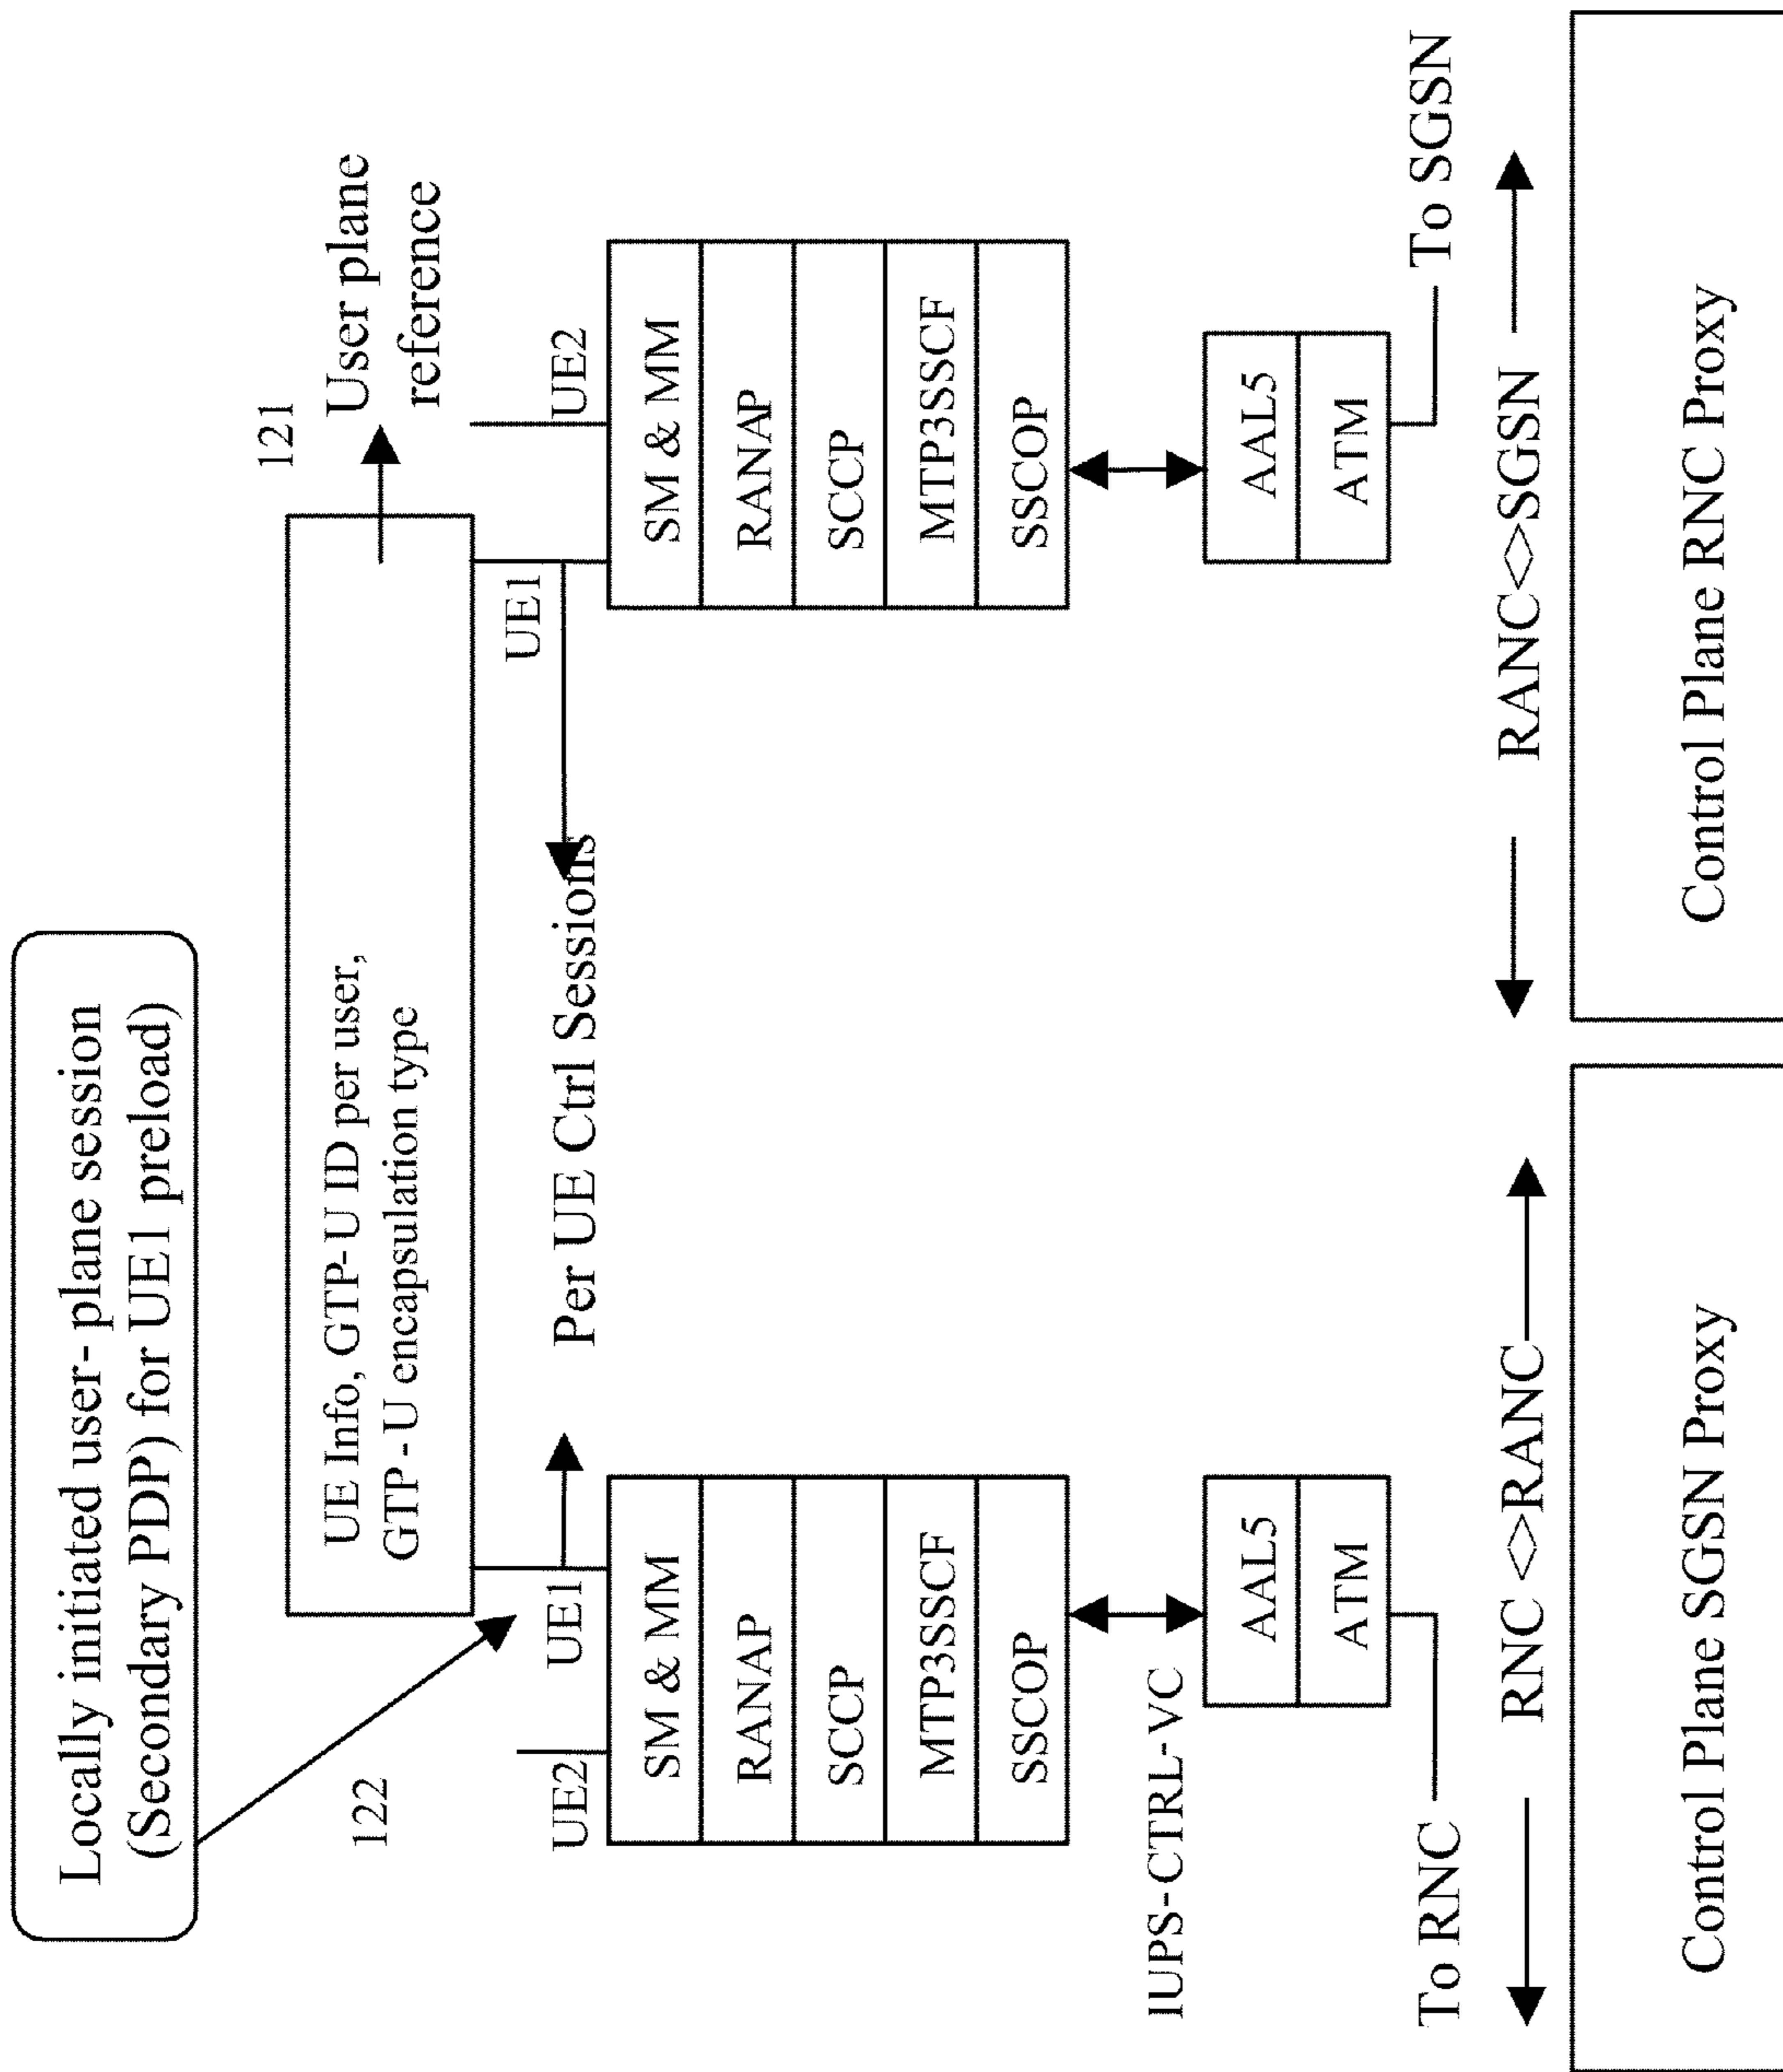 Locally initiated user-plane session
(Secondary PDP) for UE1 preload)
122
121
User plane
reference
UE Info, GTP-U ID per user,
GTP-U encapsulation type
UE2
UE1
Per UE Ctrl Sessions
UE1
UE2
SM & MM
RANAP
SCCP
MTP3SSCF
SSCOP
SM & MM
RANAP
SCCP
MTP3SSCF
SSCOP
IUPS-CTRL-VC
AAL5
ATM
AAL5
ATM
To RNC
To SGSN
RNC <>RANC
RANC<>SGSN
Control Plane SGSN Proxy
Control Plane RNC Proxy